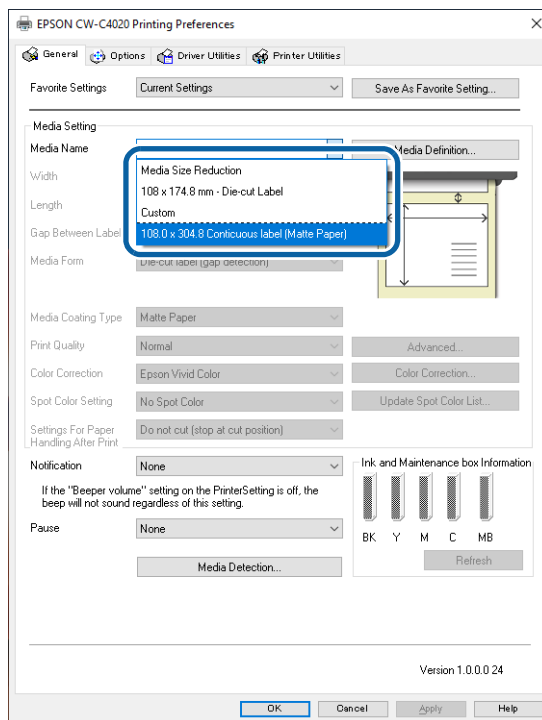 EPSON CW-C4020 Printing Preferences
General Options Driver Utilities Printer Utilities
Favorite Settings Current Settings Save As Favorite Setting...
Media Setting
Media Name Media Definition...
Media Size Reduction
Width
108 x 174.8 mm - Die-cut Label
Length
Custom
Gap Between Label
108.0 x 304.8 Conticuous label (Matte Paper)
Media Form Die-cut label (gap detection)
Media Coating Type Matte Paper
Print Quality Normal Advanced...
Color Correction Epson Vivid Color Color Correction...
Spot Color Setting No Spot Color Update Spot Color List...
Settings For Paper
Handling After Print
Do not cut (stop at cut position)
Notification None
Ink and Maintenance box Information
If the "Beeper volume" setting on the PrinterSetting is off, the
beep will not sound regardless of this setting.
Pause None
BK Y M C MB
Refresh
Media Detection...
Version 1.0.0.0 24
OK Cancel Apply Help